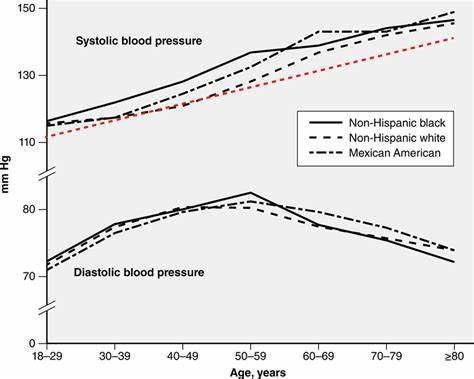 150
Systolic blood pressure
130
Non-Hispanic black
Non-Hispanic white
Mexican American
110
mm Hg
80
Diastolic blood pressure
70
0
18–29 30–39 40–49 50–59 60–69 70–79 ≥80
Age, years